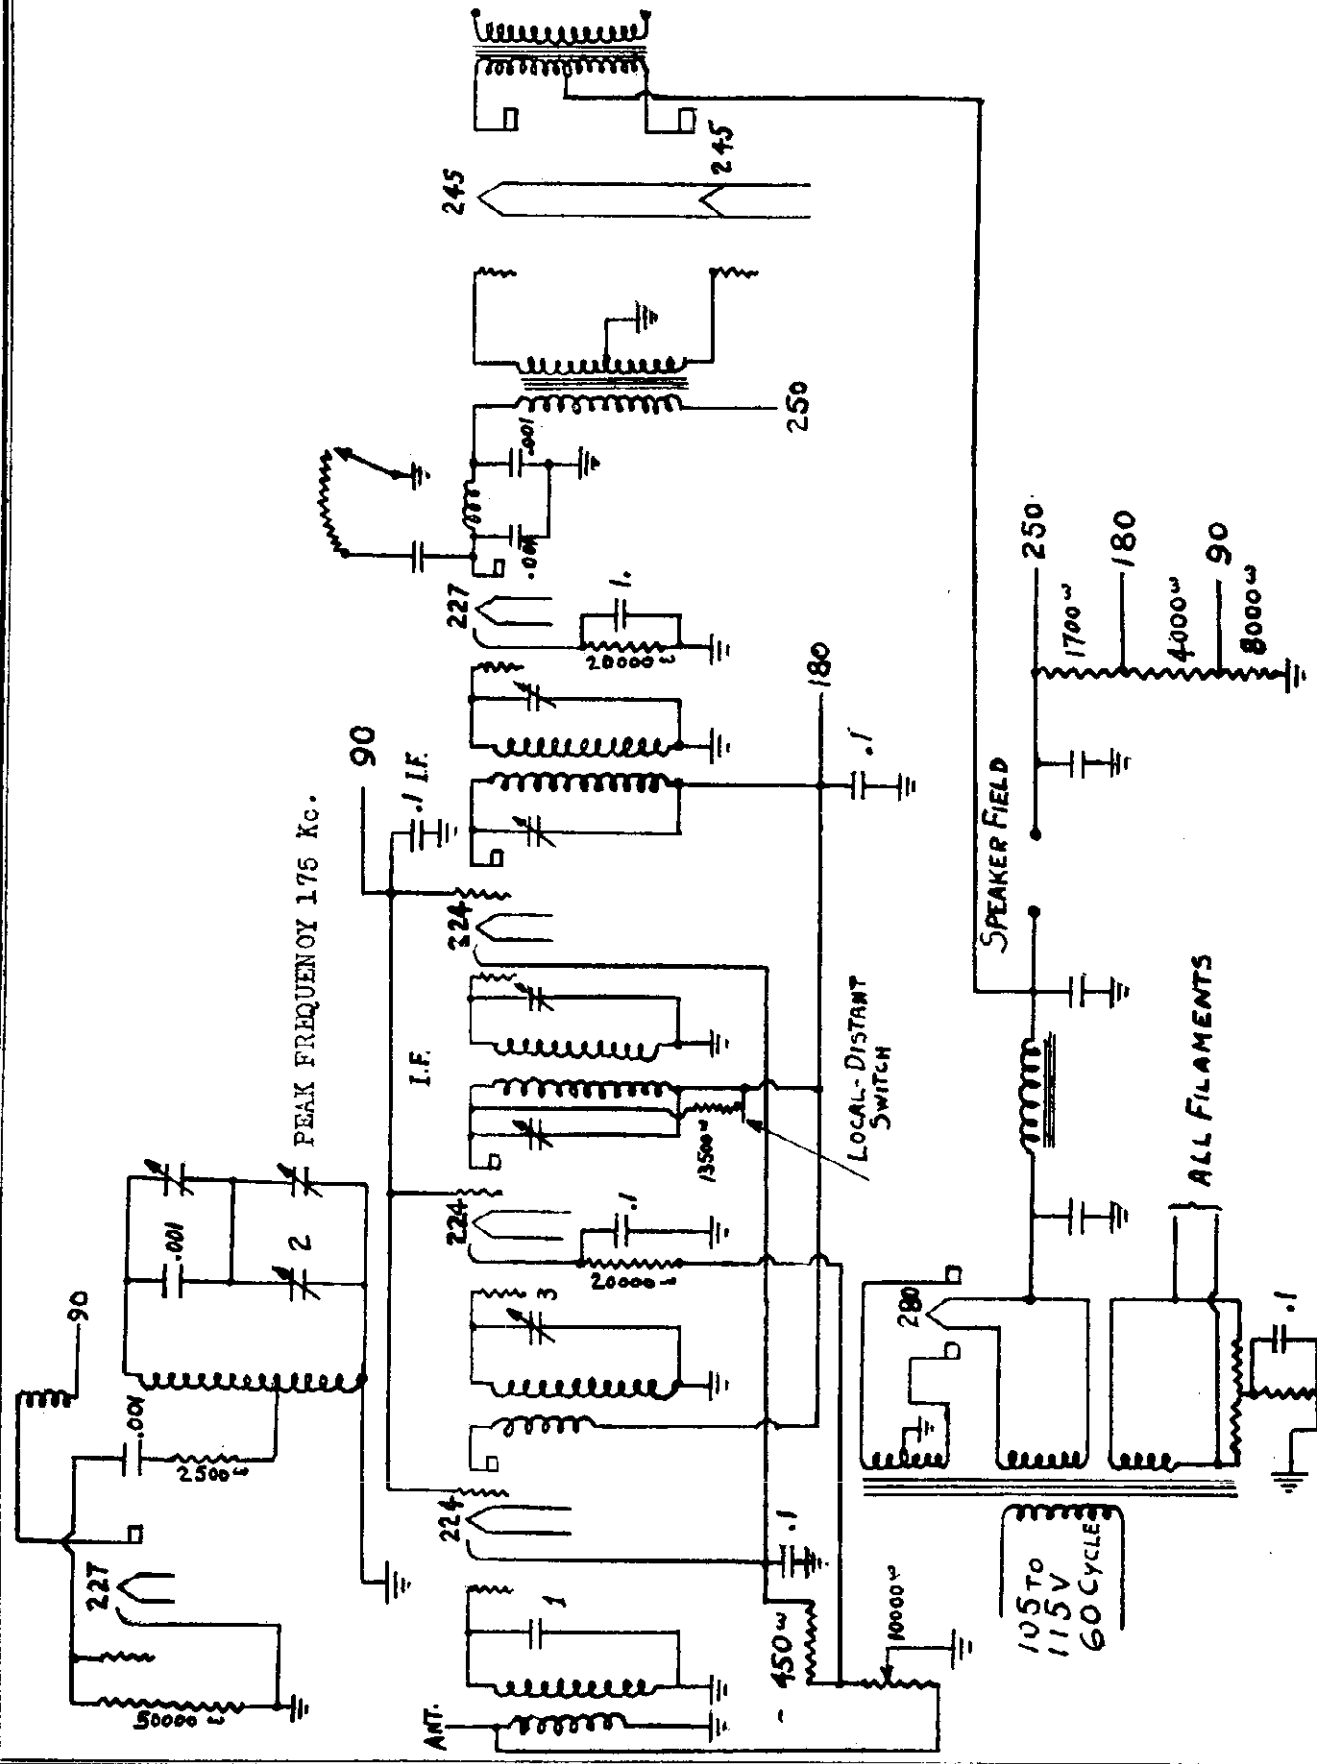 245
245
250
.001
.001
227
1.
20000ω
180
.1
90
.1 I.F.
PEAK FREQUENOY 175 Kc.
I.F.
224
LOCAL-DISTANT
SWITCH
13500ω
224
.1
20000ω
3
224
.1
1
450ω
10000ω
ANT.
90
.001
2
.001
2500ω
227
50000ω
SPEAKER FIELD
250
1700ω
180
4000ω
90
8000ω
ALL FILAMENTS
280
.1
105 TO
115 V
60 CYCLE